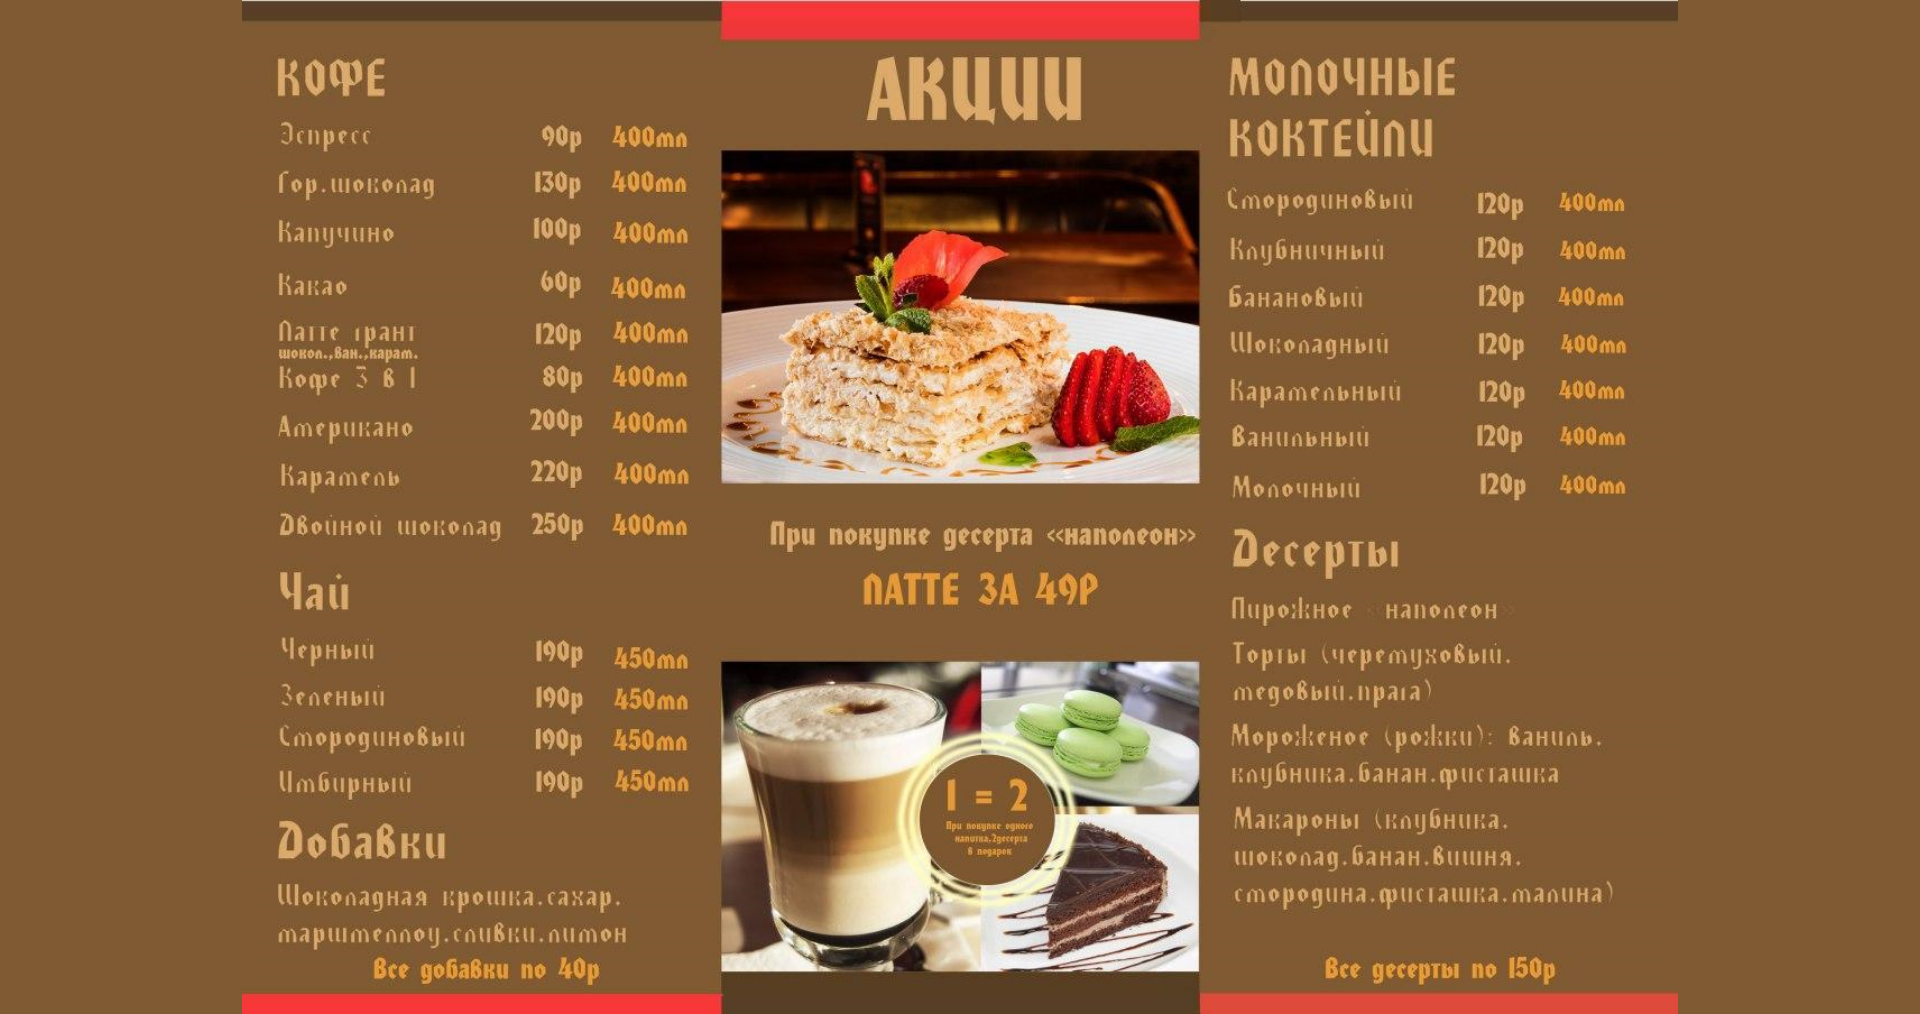 КОФЕ
Эспресс 90р 400мл
Гор.шоколад 130р 400мл
Капучино 100р 400мл
Какао 60р 400мл
Латте грант 120р 400мл
шокол.,ван.,карам.
Кофе 3 в 1 80р 400мл
Американо 200р 400мл
Карамель 220р 400мл
Двойной шоколад 250р 400мл
Чай
Черный 190р 450мл
Зеленый 190р 450мл
Смородиновый 190р 450мл
Имбирный 190р 450мл
Добавки
Шоколадная крошка,сахар,
маршмеллоу,сливки,лимон
Все добавки по 40р
АКЦИИ
При покупке десерта «наполеон»
ЛАТТЕ ЗА 49Р
1 = 2
При покупке одного
напитка,2десерта
в подарок
МОЛОЧНЫЕ
КОКТЕЙЛИ
Смородиновый 120р 400мл
Клубничный 120р 400мл
Банановый 120р 400мл
Шоколадный 120р 400мл
Карамельный 120р 400мл
Ванильный 120р 400мл
Молочный 120р 400мл
Десерты
Пирожное «наполеон»
Торты (черемуховый,
медовый,прага)
Мороженое (рожки): ваниль,
клубника,банан,фисташка
Макароны (клубника,
шоколад,банан,вишня,
смородина,фисташка,малина)
Все десерты по 150р